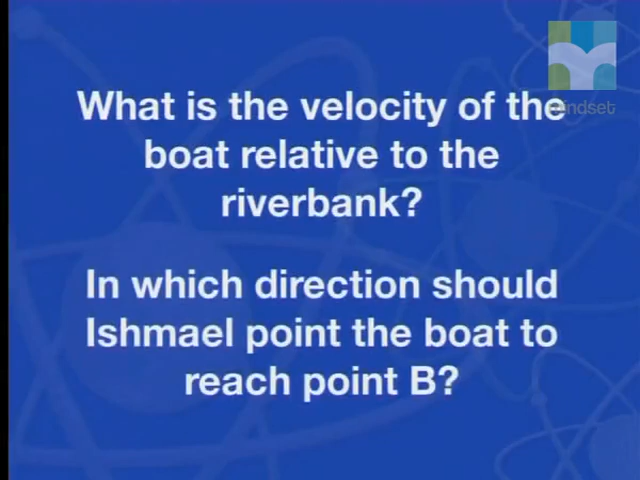 mindset
What is the velocity of the
boat relative to the
riverbank?
In which direction should
Ishmael point the boat to
reach point B?